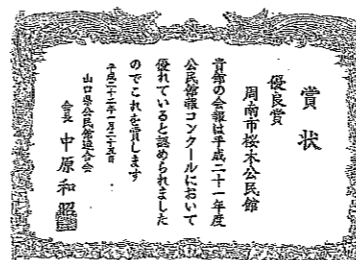 賞状
優良賞
周南市桜木公民館
貴館の会報は平成二十一年度
公民館報コンクールにおいて
優れていると認められました
のでこれを賞します
平成二十二年二月二十五日
山口県公民館連合会
会長 中原和昭